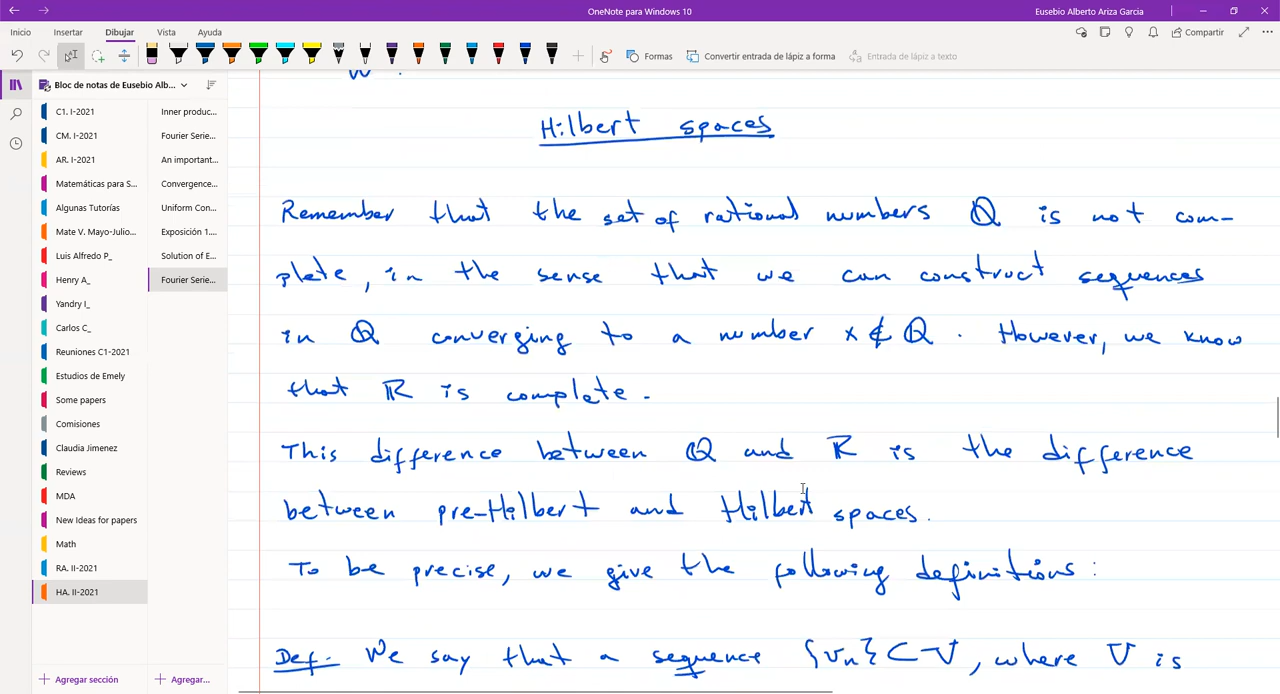 OneNote para Windows 10
Eusebio Alberto Ariza Garcia
Inicio
Insertar
Dibujar
Vista
Ayuda
Compartir
Formas
Convertir entrada de lápiz a forma
Entrada de lápiz a texto
Bloc de notas de Eusebio Alb...
C1. I-2021
CM. I-2021
AR. I-2021
Matemáticas para S...
Algunas Tutorías
Mate V. Mayo-Julio...
Luis Alfredo P_
Henry A_
Yandry I_
Carlos C_
Reuniones C1-2021
Estudios de Emely
Some papers
Comisiones
Claudia Jimenez
Reviews
MDA
New Ideas for papers
Math
RA. II-2021
HA. II-2021
Agregar sección
Inner produc...
Fourier Serie...
An important...
Convergence...
Uniform Con...
Exposición 1....
Solution of E...
Fourier Serie...
Agregar...
Hilbert spaces
Remember that the set of rational numbers ℚ is not com-
plete, in the sense that we can construct sequences
in ℚ converging to a number x ∉ ℚ. However, we know
that ℝ is complete.
This difference between ℚ and ℝ is the difference
between pre-Hilbert and Hilbert spaces.
To be precise, we give the following definitions:
Def.- We say that a sequence {vₙ} ⊂ V, where V is